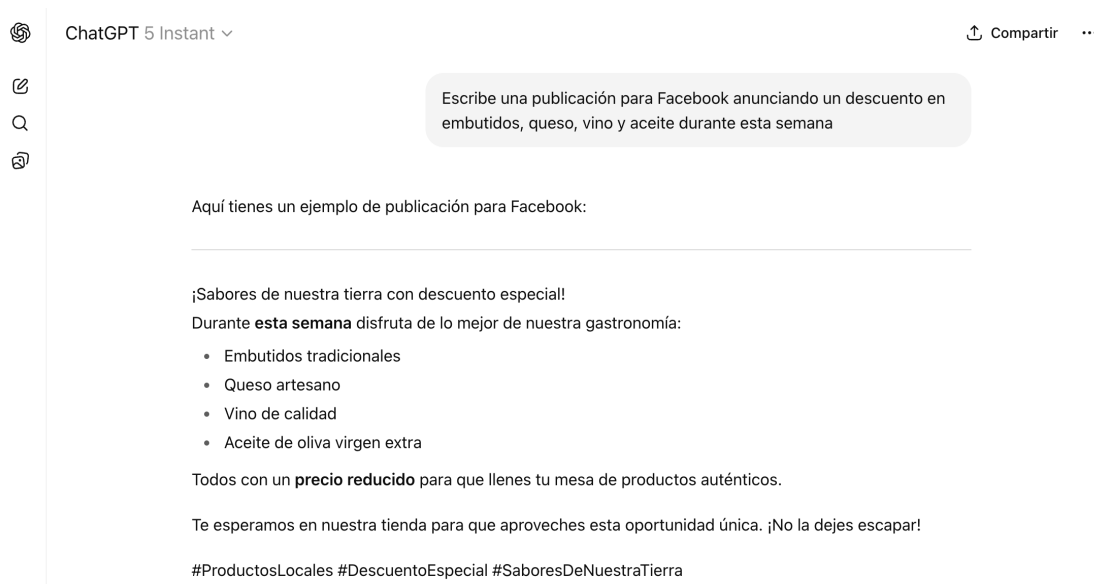 ChatGPT 5 Instant
Compartir
Escribe una publicación para Facebook anunciando un descuento en
embutidos, queso, vino y aceite durante esta semana
Aquí tienes un ejemplo de publicación para Facebook:
¡Sabores de nuestra tierra con descuento especial!
Durante esta semana disfruta de lo mejor de nuestra gastronomía:
• Embutidos tradicionales
• Queso artesano
• Vino de calidad
• Aceite de oliva virgen extra
Todos con un precio reducido para que llenes tu mesa de productos auténticos.
Te esperamos en nuestra tienda para que aproveches esta oportunidad única. ¡No la dejes escapar!
#ProductosLocales #DescuentoEspecial #SaboresDeNuestraTierra